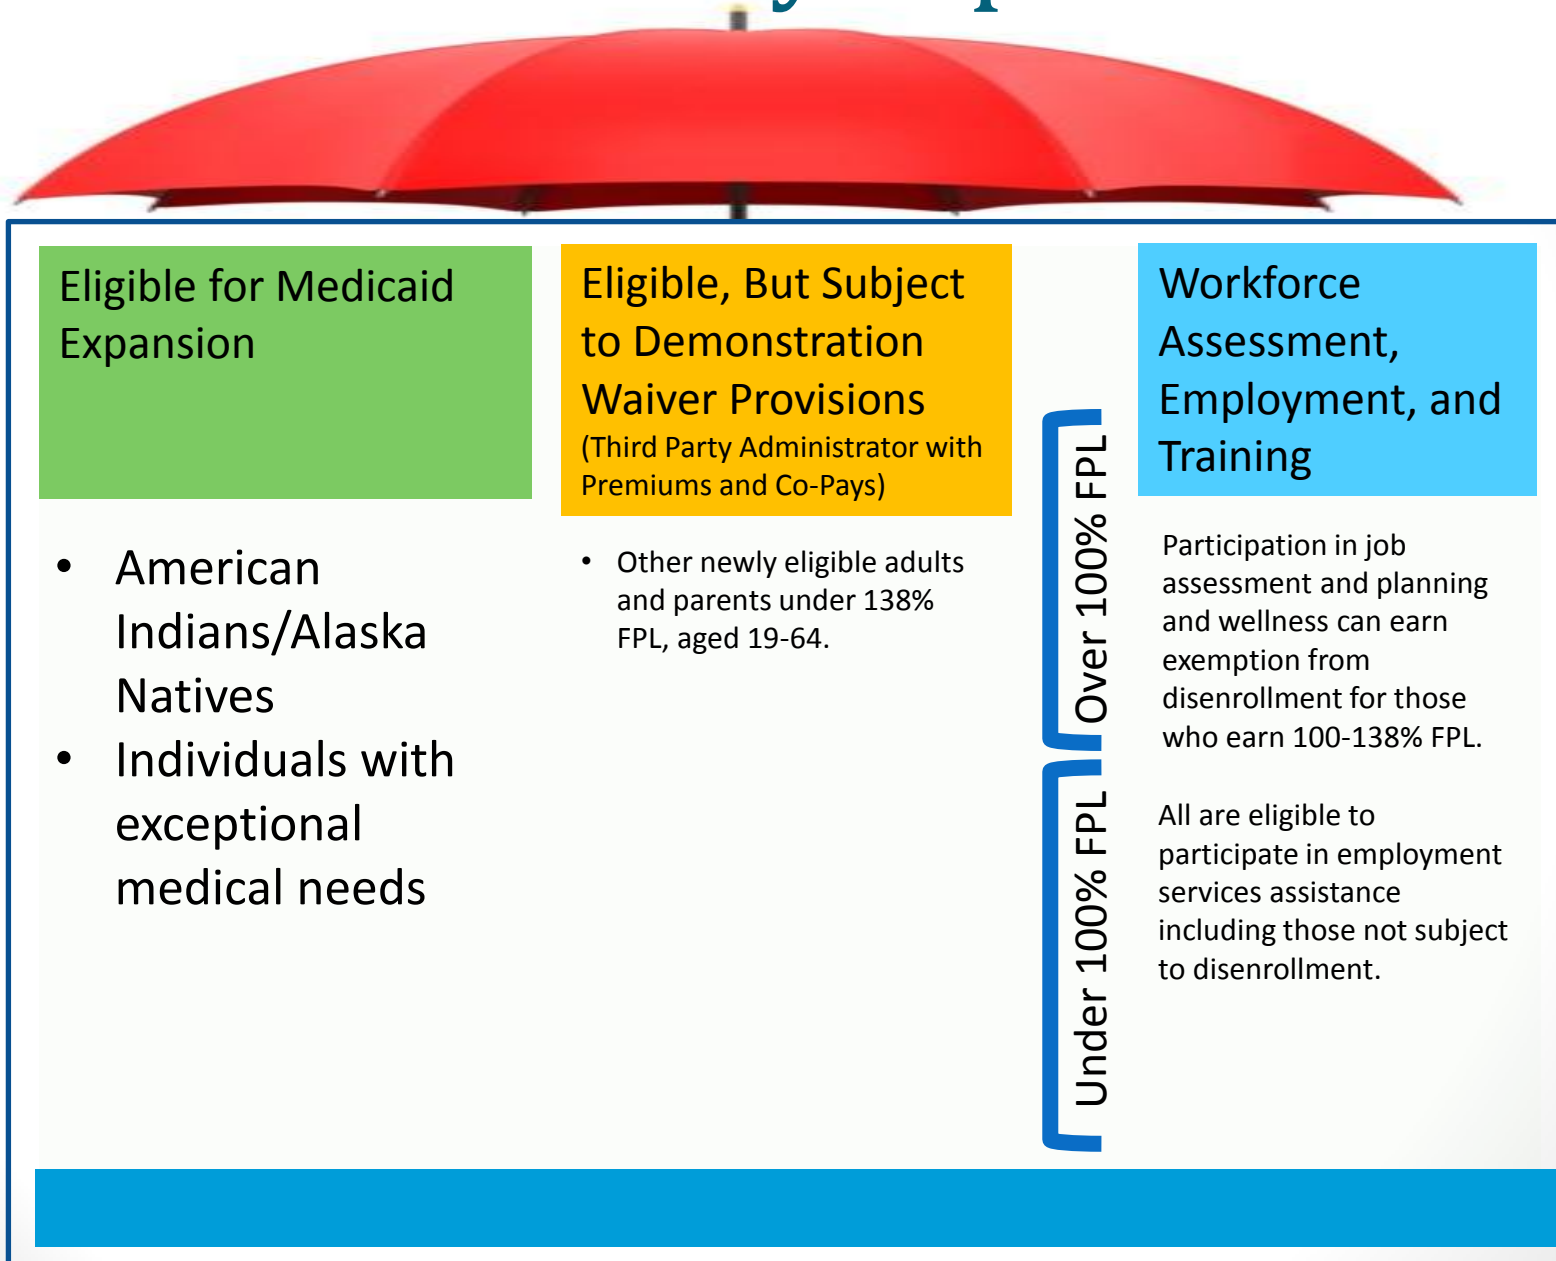 Eligible for Medicaid
Expansion
• American
Indians/Alaska
Natives
• Individuals with
exceptional
medical needs
Eligible, But Subject
to Demonstration
Waiver Provisions
(Third Party Administrator with
Premiums and Co-Pays)
• Other newly eligible adults
and parents under 138%
FPL, aged 19-64.
Over 100% FPL
Under 100% FPL
Workforce
Assessment,
Employment, and
Training
Participation in job
assessment and planning
and wellness can earn
exemption from
disenrollment for those
who earn 100-138% FPL.
All are eligible to
participate in employment
services assistance
including those not subject
to disenrollment.